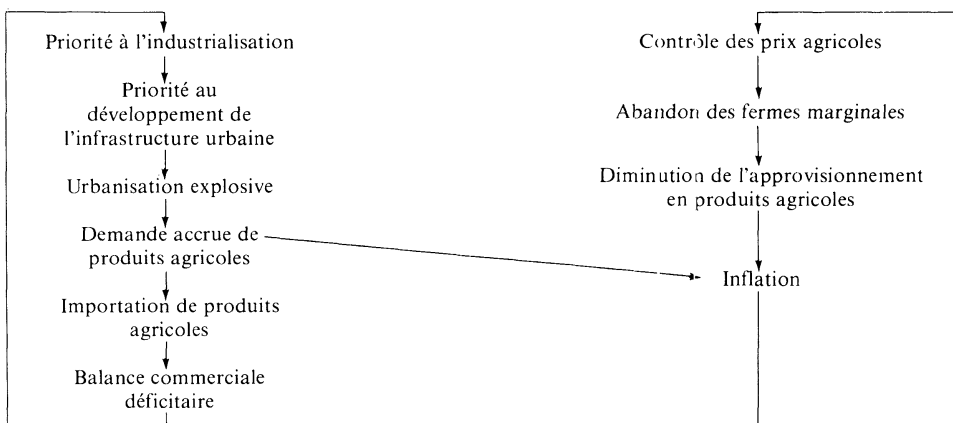 Priorité à l'industrialisation
Priorité au
développement de
l'infrastructure urbaine
Urbanisation explosive
Demande accrue de
produits agricoles
Importation de produits
agricoles
Balance commerciale
déficitaire
Contrôle des prix agricoles
Abandon des fermes marginales
Diminution de l'approvisionnement
en produits agricoles
Inflation